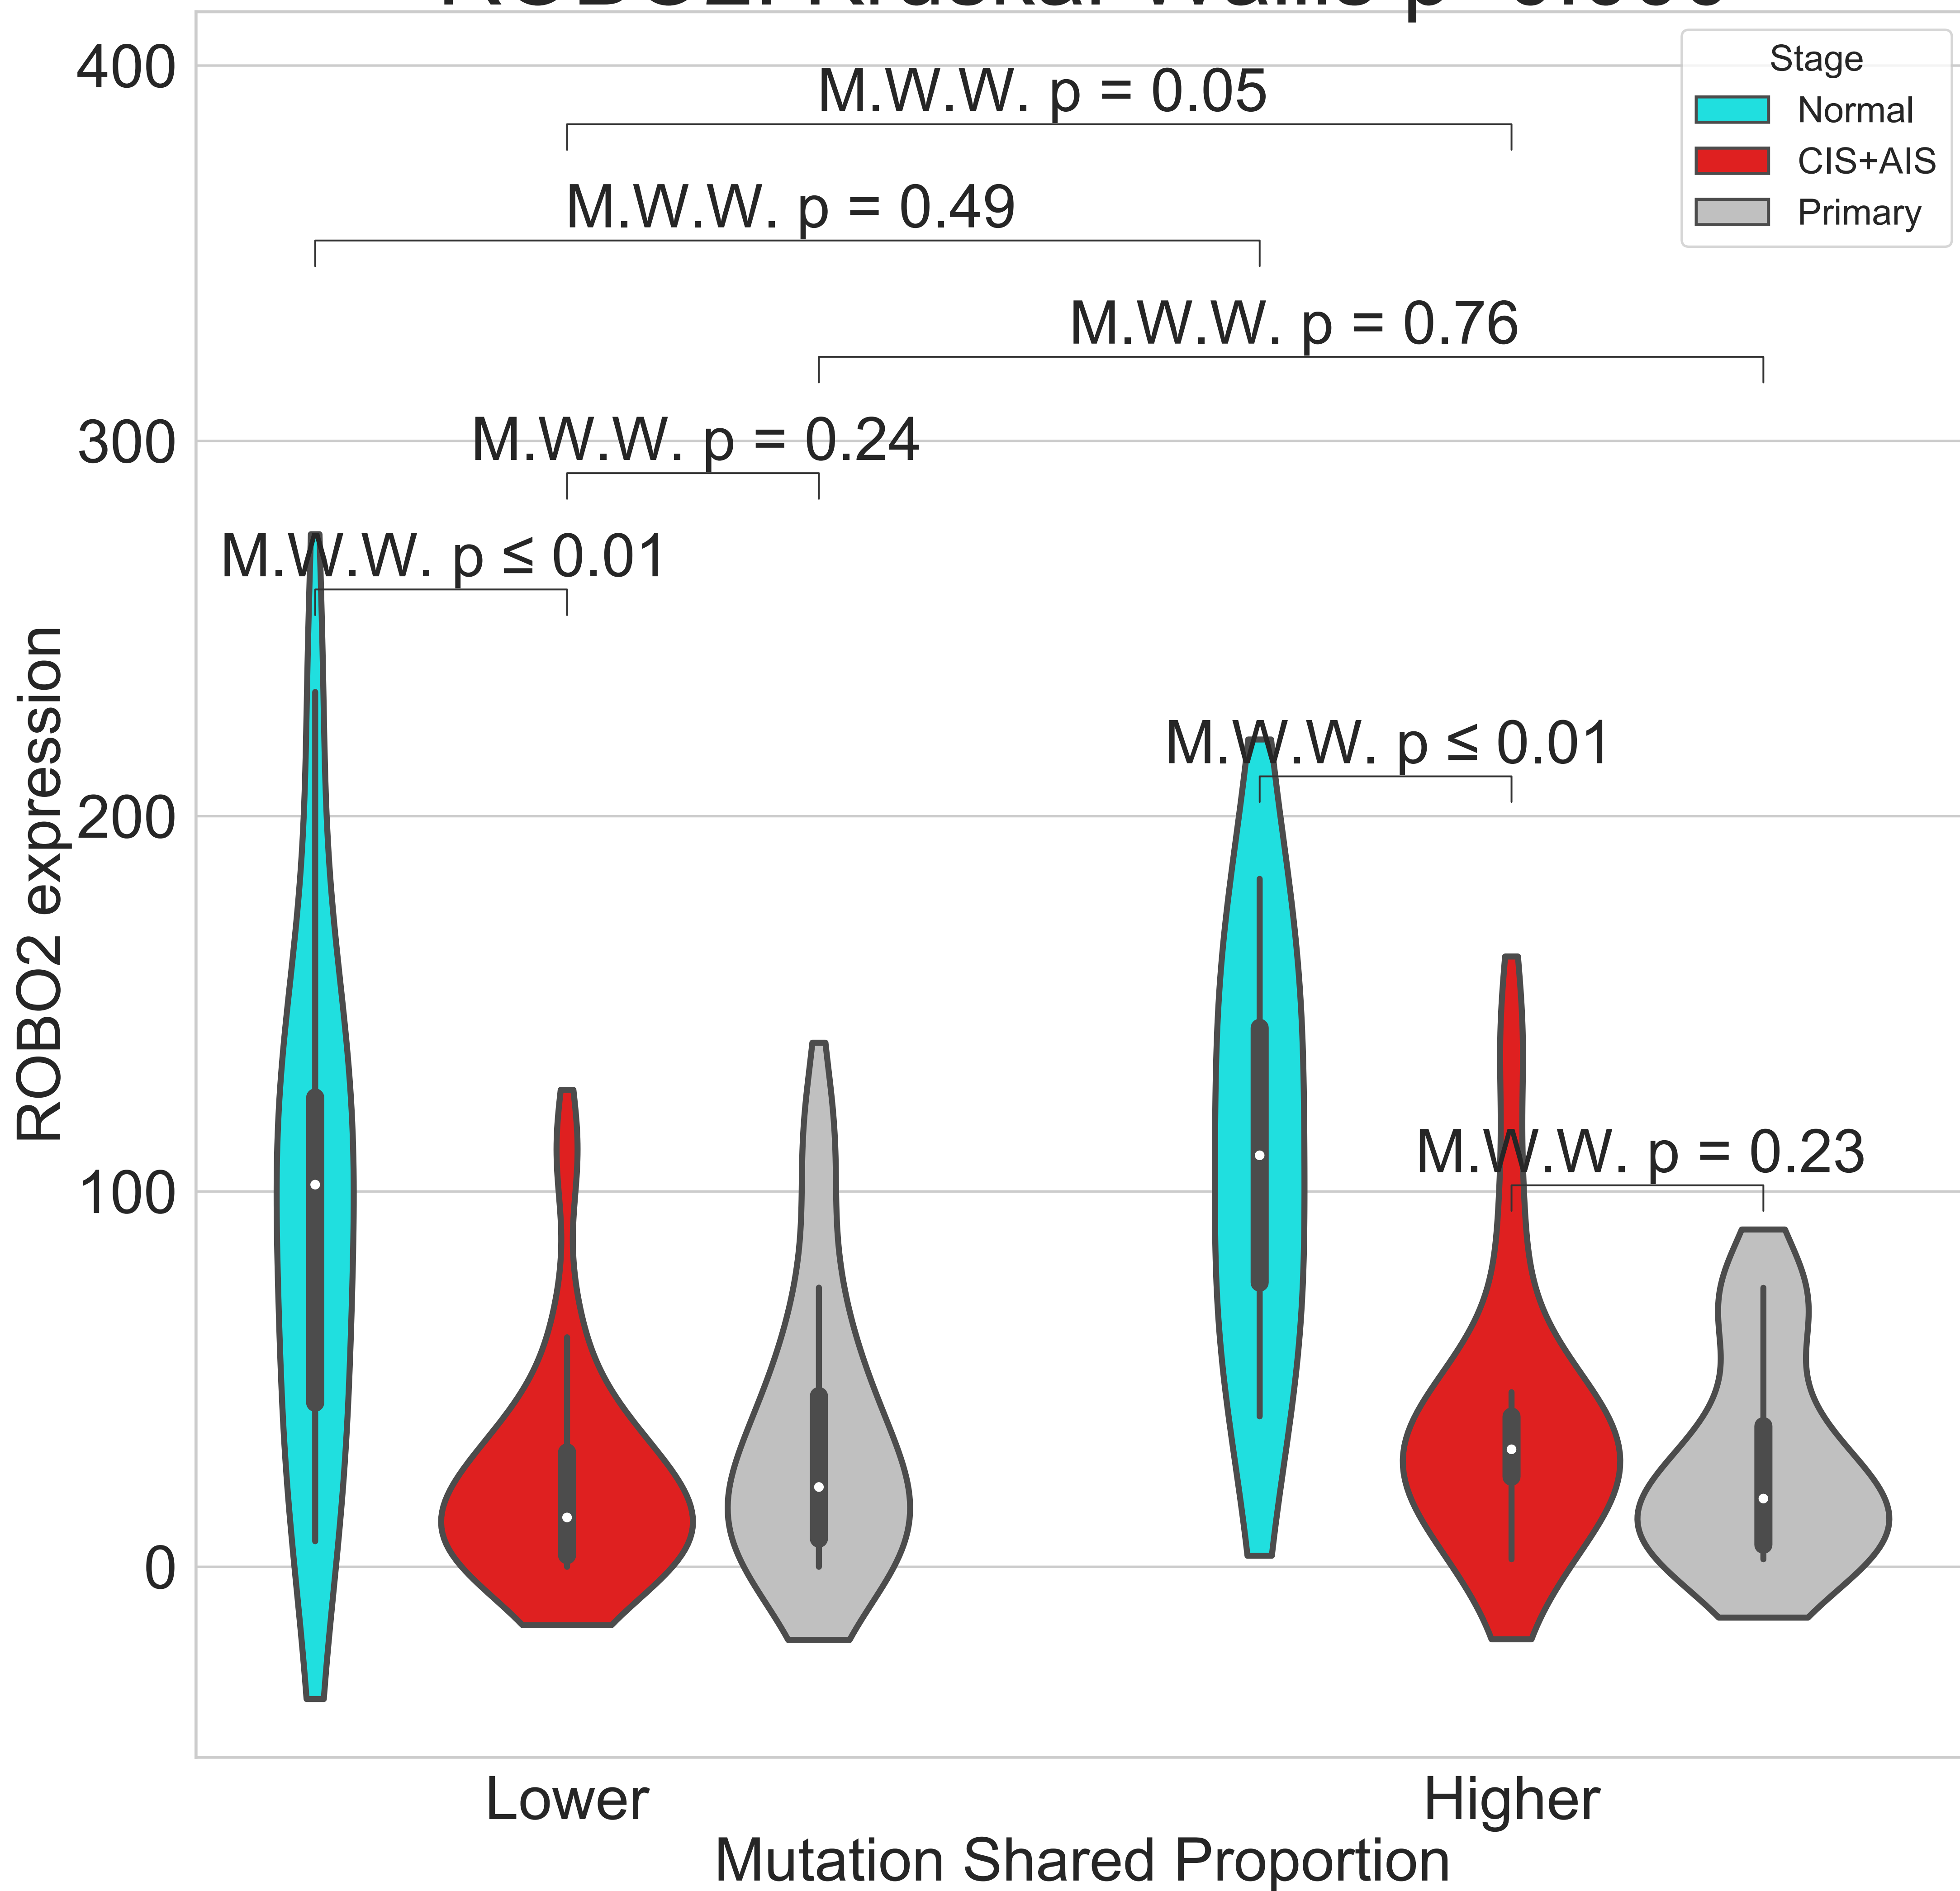 400
300
200
100
0
ROBO2 expression
Stage
Normal
CIS+AIS
Primary
M.W.W. p = 0.05
M.W.W. p = 0.49
M.W.W. p = 0.76
M.W.W. p = 0.24
M.W.W. p ≤ 0.01
M.W.W. p ≤ 0.01
M.W.W. p = 0.23
Lower
Higher
Mutation Shared Proportion